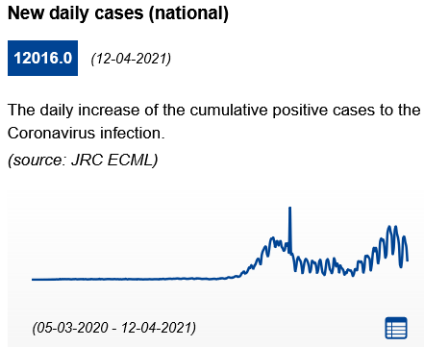 New daily cases (national)
12016.0 (12-04-2021)
The daily increase of the cumulative positive cases to the
Coronavirus infection.
(source: JRC ECML)
(05-03-2020 - 12-04-2021)